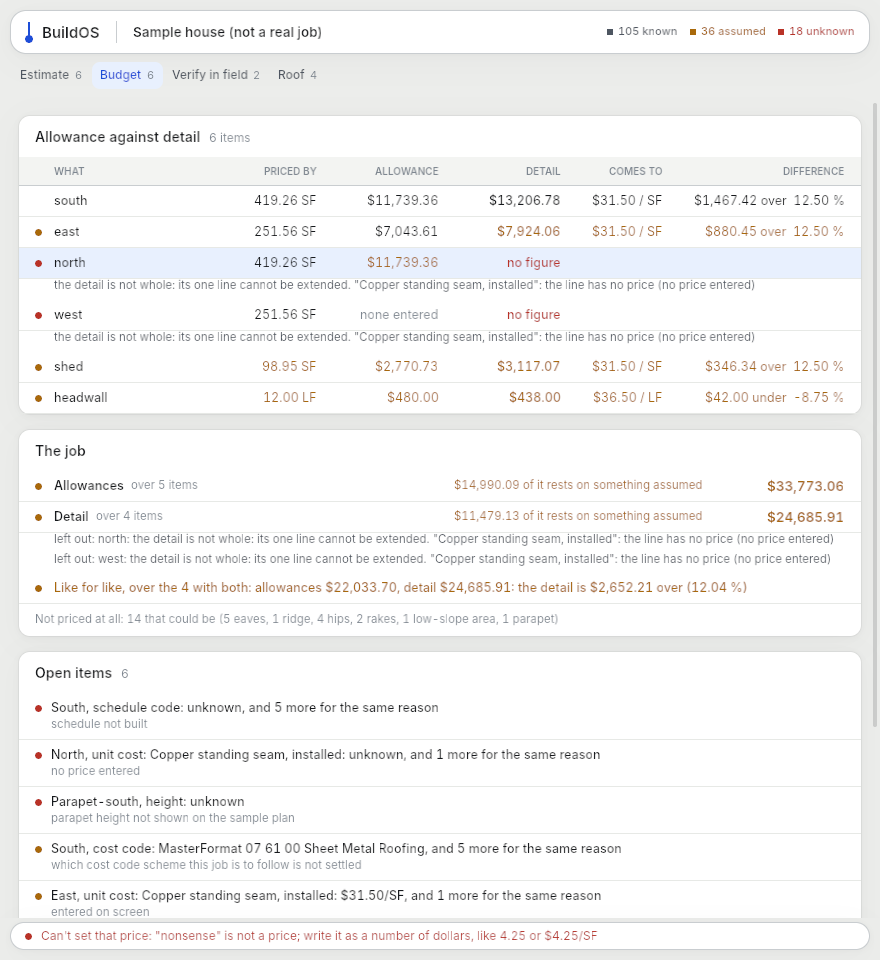 BuildOS Sample house (not a real job) 105 known 36 assumed 18 unknown
Estimate 6 Budget 6 Verify in field 2 Roof 4
Allowance against detail 6 items
WHAT PRICED BY ALLOWANCE DETAIL COMES TO DIFFERENCE
south 419.26 SF $11,739.36 $13,206.78 $31.50 / SF $1,467.42 over 12.50 %
east 251.56 SF $7,043.61 $7,924.06 $31.50 / SF $880.45 over 12.50 %
north 419.26 SF $11,739.36 no figure
the detail is not whole: its one line cannot be extended. "Copper standing seam, installed": the line has no price (no price entered)
west 251.56 SF none entered no figure
the detail is not whole: its one line cannot be extended. "Copper standing seam, installed": the line has no price (no price entered)
shed 98.95 SF $2,770.73 $3,117.07 $31.50 / SF $346.34 over 12.50 %
headwall 12.00 LF $480.00 $438.00 $36.50 / LF $42.00 under -8.75 %
The job
Allowances over 5 items $14,990.09 of it rests on something assumed $33,773.06
Detail over 4 items $11,479.13 of it rests on something assumed $24,685.91
left out: north: the detail is not whole: its one line cannot be extended. "Copper standing seam, installed": the line has no price (no price entered)
left out: west: the detail is not whole: its one line cannot be extended. "Copper standing seam, installed": the line has no price (no price entered)
Like for like, over the 4 with both: allowances $22,033.70, detail $24,685.91: the detail is $2,652.21 over (12.04 %)
Not priced at all: 14 that could be (5 eaves, 1 ridge, 4 hips, 2 rakes, 1 low-slope area, 1 parapet)
Open items 6
South, schedule code: unknown, and 5 more for the same reason
schedule not built
North, unit cost: Copper standing seam, installed: unknown, and 1 more for the same reason
no price entered
Parapet-south, height: unknown
parapet height not shown on the sample plan
South, cost code: MasterFormat 07 61 00 Sheet Metal Roofing, and 5 more for the same reason
which cost code scheme this job is to follow is not settled
East, unit cost: Copper standing seam, installed: $31.50/SF, and 1 more for the same reason
entered on screen
Can't set that price: "nonsense" is not a price; write it as a number of dollars, like 4.25 or $4.25/SF